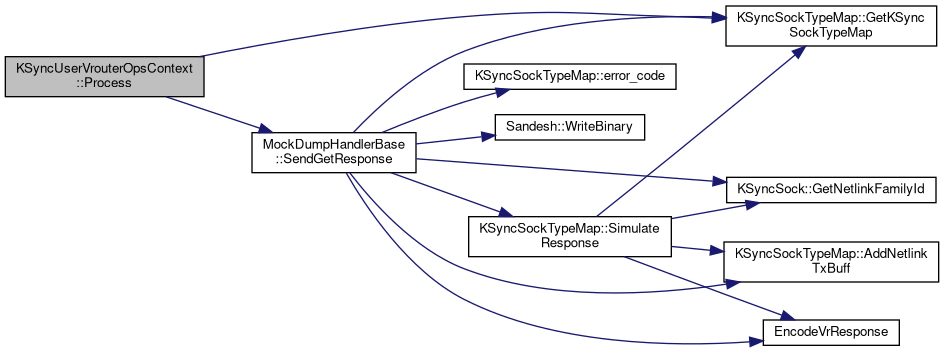 KSyncSockTypeMap::GetKSync
SockTypeMap
KSyncUserVrouterOpsContext
::Process
KSyncSockTypeMap::error_code
Sandesh::WriteBinary
MockDumpHandlerBase
::SendGetResponse
KSyncSock::GetNetlinkFamilyId
KSyncSockTypeMap::Simulate
Response
KSyncSockTypeMap::AddNetlink
TxBuff
EncodeVrResponse